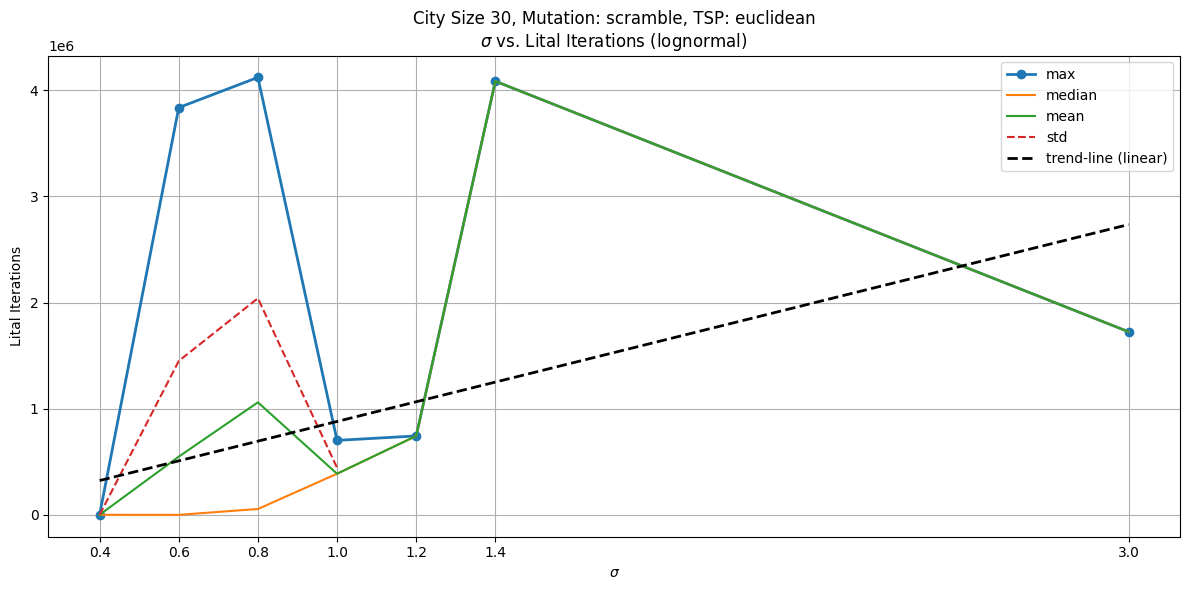 City Size 30, Mutation: scramble, TSP: euclidean
σ vs. Lital Iterations (lognormal)
1e6
max
median
mean
std
trend-line (linear)
4
3
2
1
0
Lital Iterations
0.4 0.6 0.8 1.0 1.2 1.4 3.0
σ